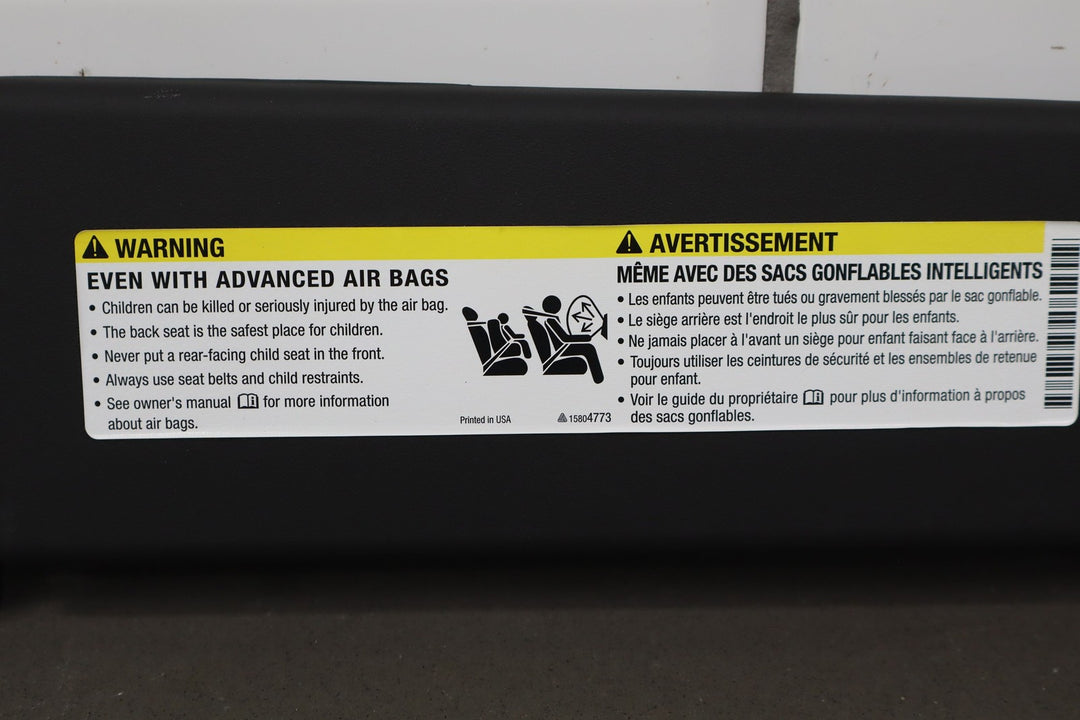 WARNING
EVEN WITH ADVANCED AIR BAGS
• Children can be killed or seriously injured by the air bag.
• The back seat is the safest place for children.
• Never put a rear-facing child seat in the front.
• Always use seat belts and child restraints.
• See owner's manual for more information
about air bags.
Printed in USA
15804773
AVERTISSEMENT
MÊME AVEC DES SACS GONFLABLES INTELLIGENTS
• Les enfants peuvent être tués ou gravement blessés par le sac gonflable.
• Le siège arrière est l'endroit le plus sûr pour les enfants.
• Ne jamais placer à l'avant un siège pour enfant faisant face à l'arrière.
• Toujours utiliser les ceintures de sécurité et les ensembles de retenue
pour enfant.
• Voir le guide du propriétaire pour plus d'information à propos
des sacs gonflables.